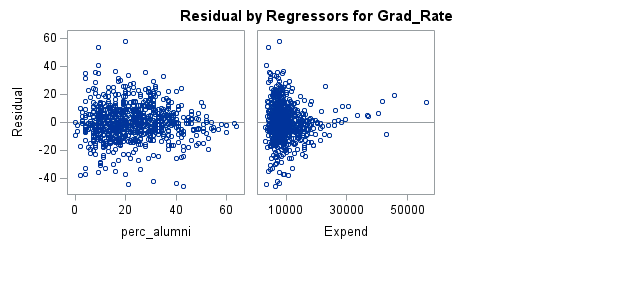 Residual by Regressors for Grad_Rate
Residual
60
40
20
0
-20
-40
0 20 40 60
10000 30000 50000
perc_alumni
Expend